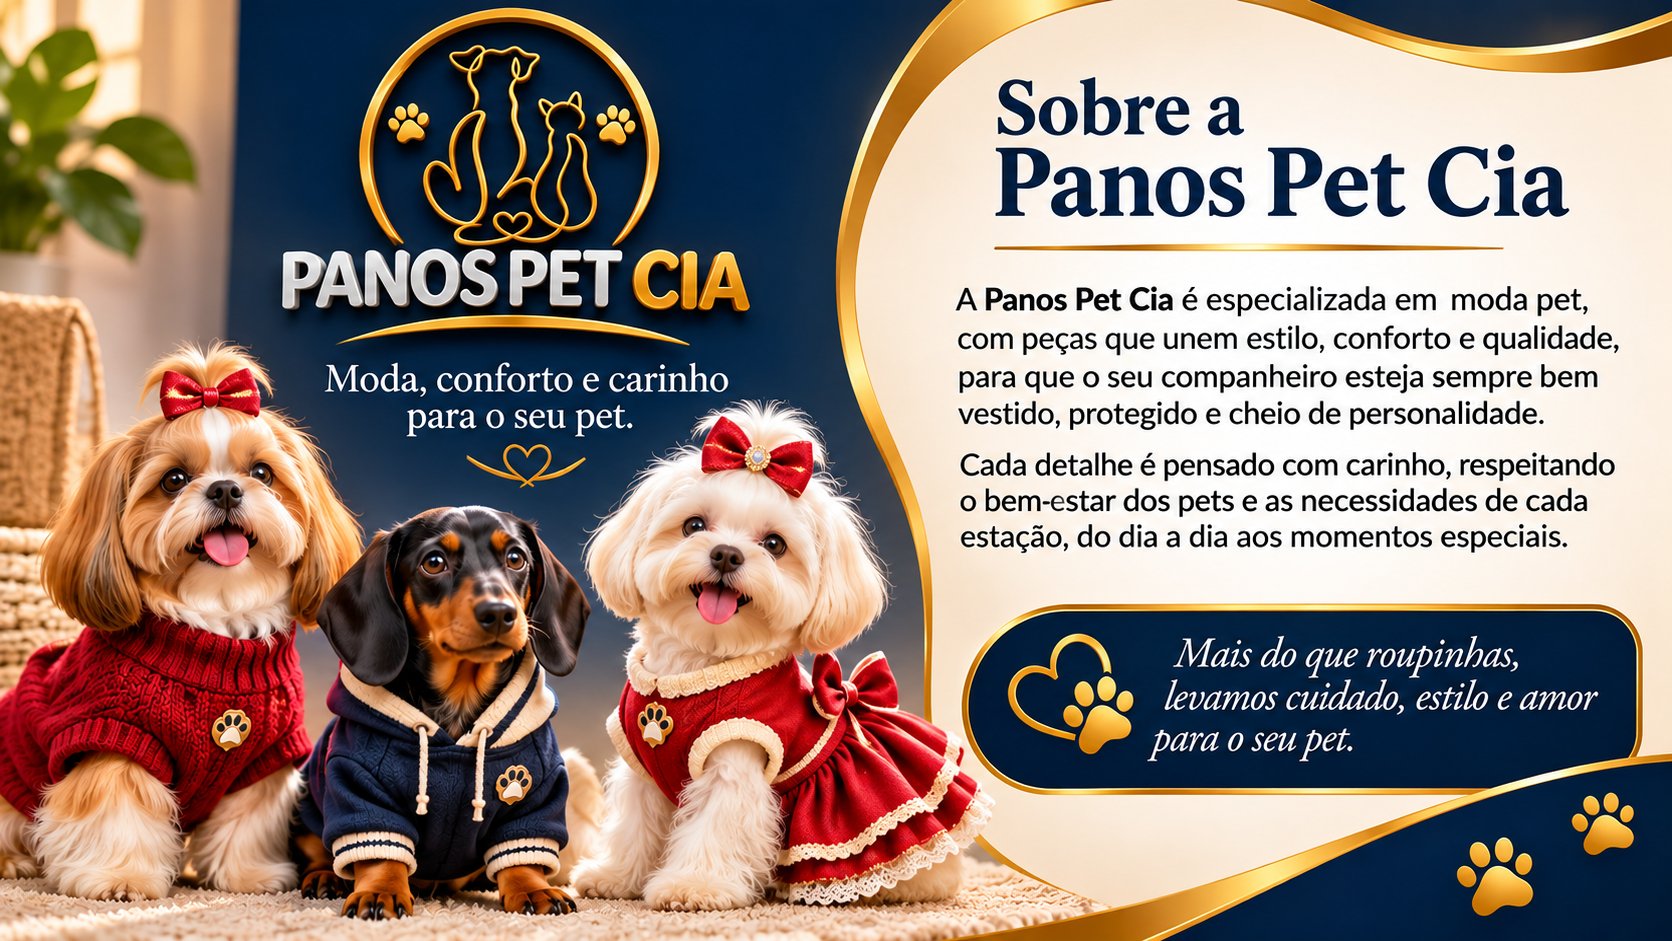 PANOS PET CIA
Moda, conforto e carinho
para o seu pet.
Sobre a
Panos Pet Cia
A Panos Pet Cia é especializada em moda pet,
com peças que unem estilo, conforto e qualidade,
para que o seu companheiro esteja sempre bem
vestido, protegido e cheio de personalidade.
Cada detalhe é pensado com carinho, respeitando
o bem-estar dos pets e as necessidades de cada
estação, do dia a dia aos momentos especiais.
Mais do que roupinhas,
levamos cuidado, estilo e amor
para o seu pet.